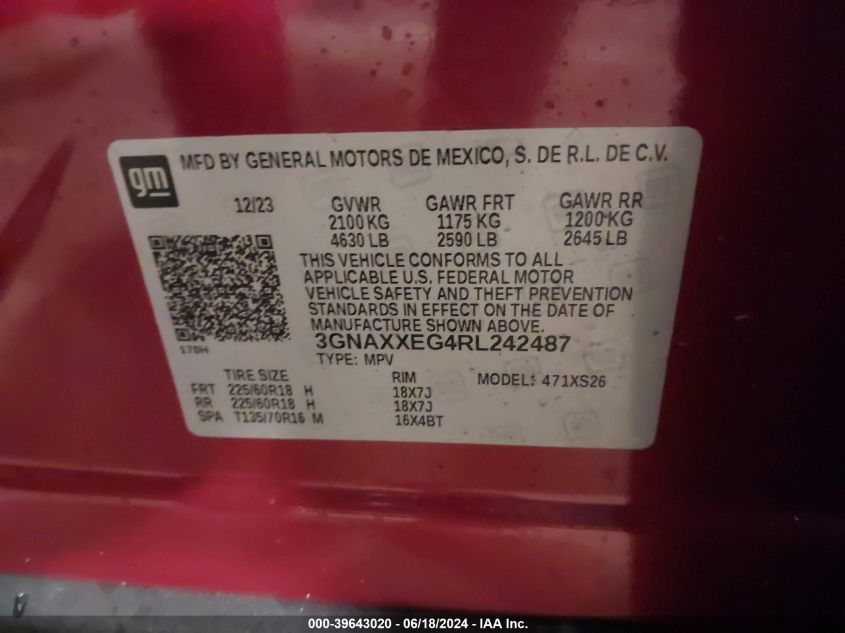 gm
MFD BY GENERAL MOTORS DE MEXICO, S. DE R.L. DE C.V.
12/23 GVWR GAWR FRT GAWR RR
2100 KG 1175 KG 1200 KG
4630 LB 2590 LB 2645 LB
THIS VEHICLE CONFORMS TO ALL
APPLICABLE U.S. FEDERAL MOTOR
VEHICLE SAFETY AND THEFT PREVENTION
STANDARDS IN EFFECT ON THE DATE OF
MANUFACTURE SHOWN ABOVE.
170H
3GNAXXEG4RL242487
TYPE: MPV
TIRE SIZE RIM MODEL: 471XS26
FRT 225/60R18 H 18X7J
RR 225/60R18 H 18X7J
SPA T135/70R16 M 16X4BT
000-39643020 / 06/18/2024 - IAA Inc.